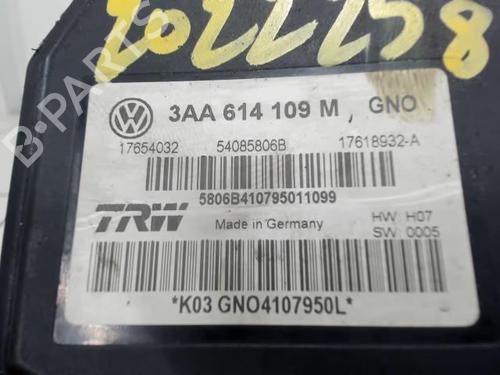 2022258
B-PARTS
3AA 614 109 M, GNO
17654032 54085806B 17618932-A
5806B410795011099
TRW Made in Germany HW: H07
SW: 0005
*K03 GNO4107950L*